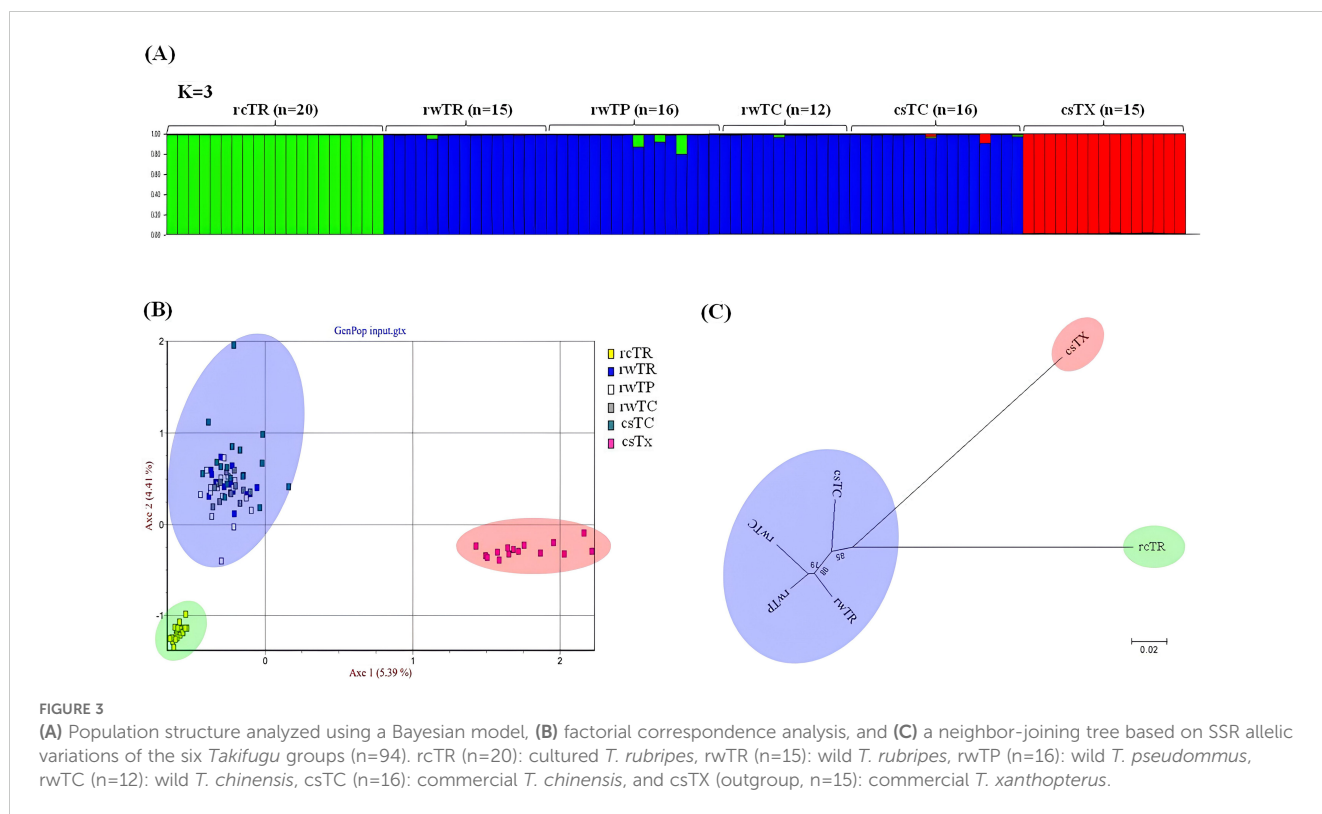 (A)
K=3
rcTR (n=20) rwTR (n=15) rwTP (n=16) rwTC (n=12) csTC (n=16) csTX (n=15)
1.00
0.80
0.60
0.40
0.20
0.00
(B)
GenPop input.gtx
2
1
0
-1
Axe 2 (4.41 %)
0 1 2
Axe 1 (5.39 %)
rcTR
rwTR
rwTP
rwTC
csTC
csTx
(C)
csTX
csTC
rwTC
rwTP
rwTR
rcTR
85
98
79
0.02
FIGURE 3
(A) Population structure analyzed using a Bayesian model, (B) factorial correspondence analysis, and (C) a neighbor-joining tree based on SSR allelic
variations of the six Takifugu groups (n=94). rcTR (n=20): cultured T. rubripes, rwTR (n=15): wild T. rubripes, rwTP (n=16): wild T. pseudommus,
rwTC (n=12): wild T. chinensis, csTC (n=16): commercial T. chinensis, and csTX (outgroup, n=15): commercial T. xanthopterus.